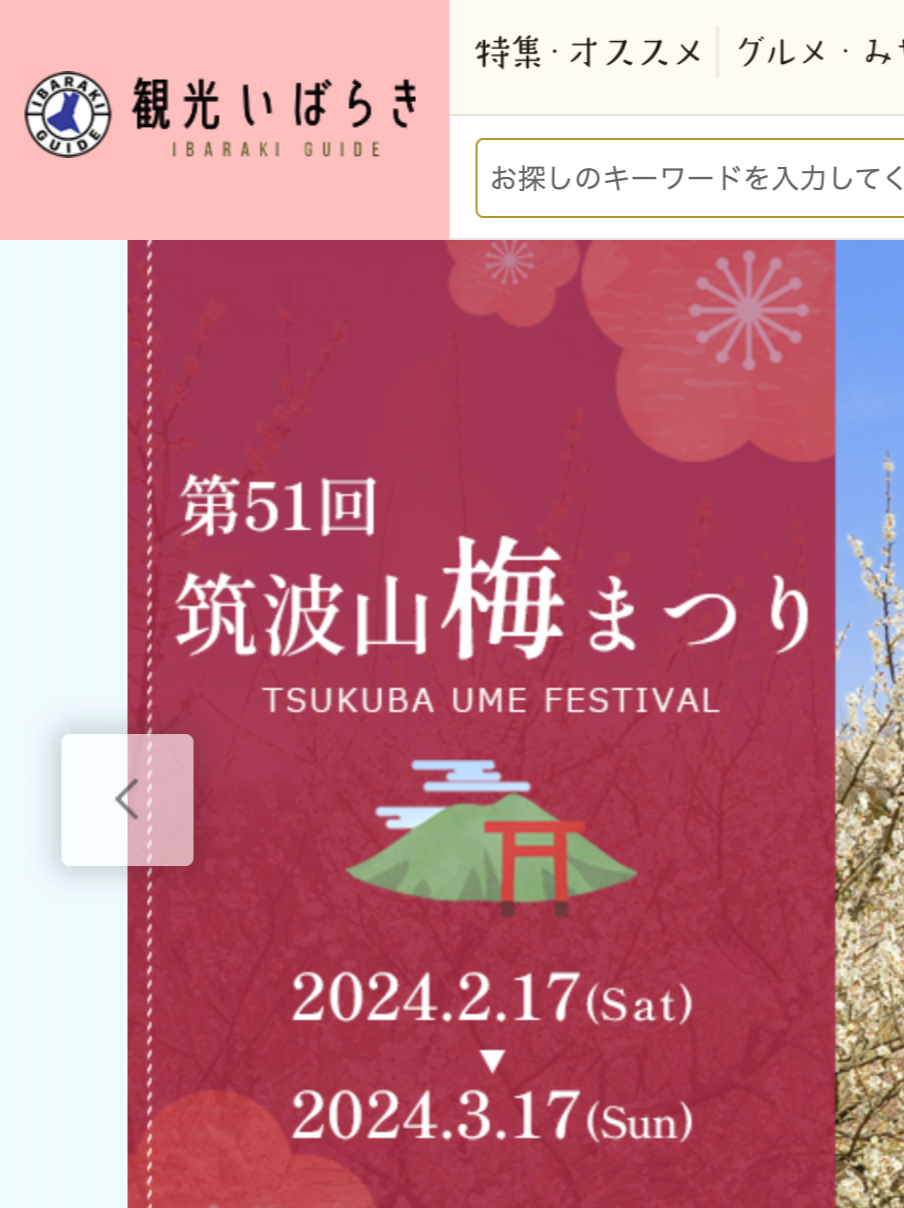 IBARAKI GUIDE
観光いばらき
IBARAKI GUIDE
特集・オススメ
グルメ・み
お探しのキーワードを入力してく
第51回
筑波山梅まつり
TSUKUBA UME FESTIVAL
2024.2.17(Sat)
▼
2024.3.17(Sun)